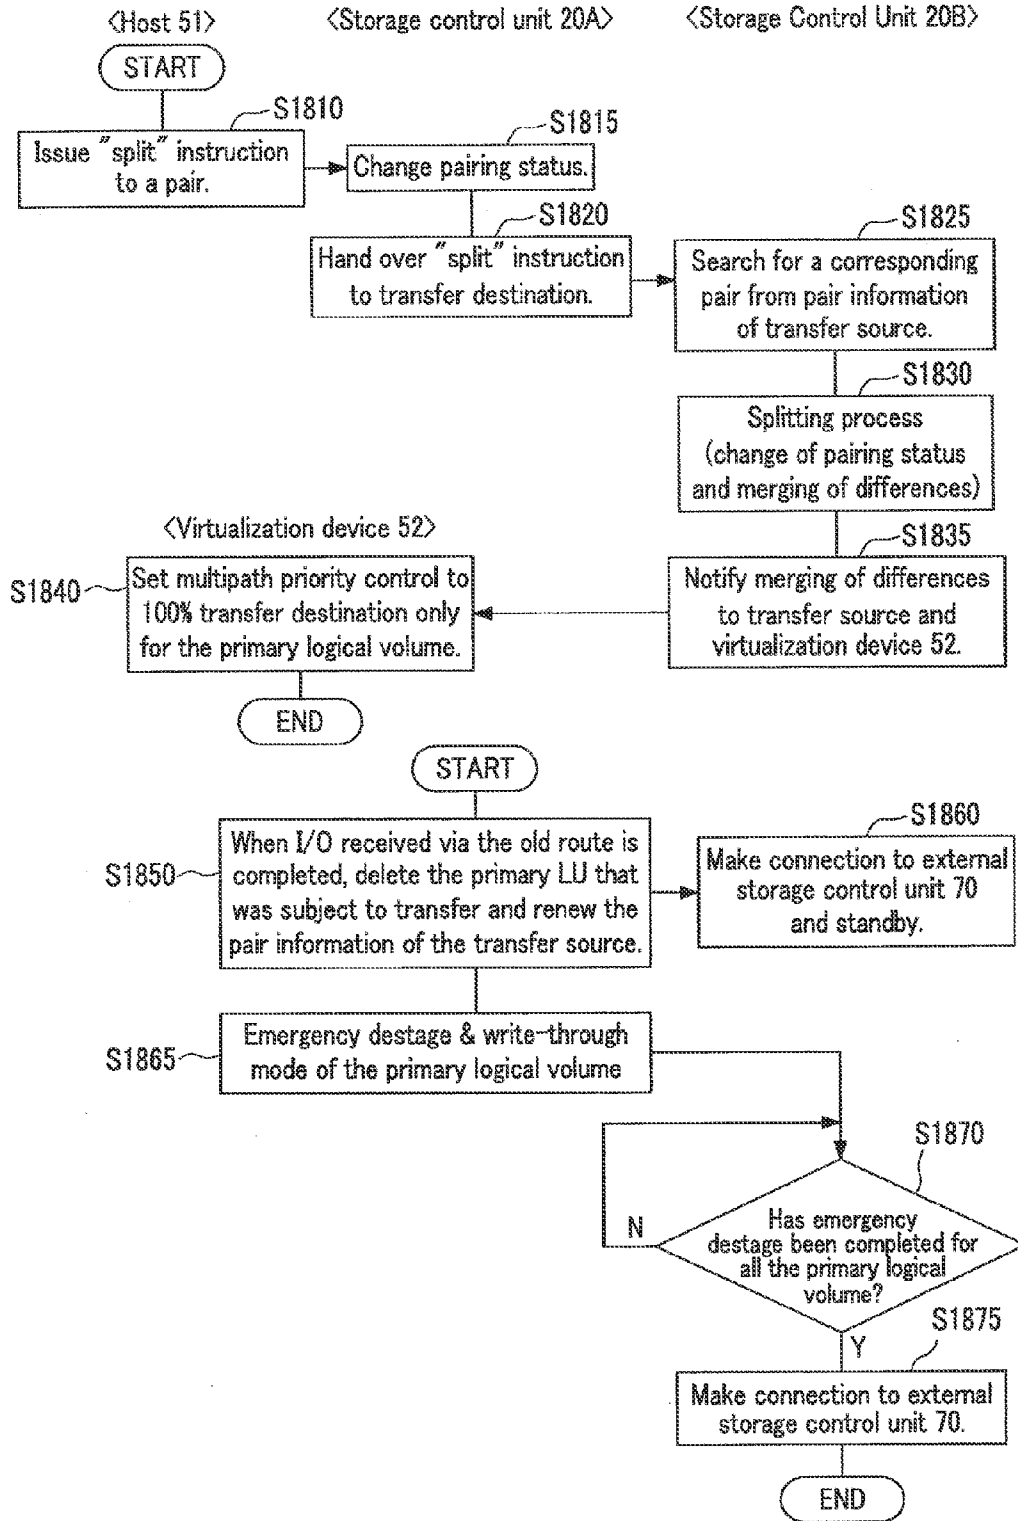 <Host 51>
<Storage control unit 20A>
<Storage Control Unit 20B>
START
S1810
Issue "split" instruction
to a pair.
S1815
Change pairing status.
S1820
Hand over "split" instruction
to transfer destination.
S1825
Search for a corresponding
pair from pair information
of transfer source.
S1830
Splitting process
(change of pairing status
and merging of differences)
S1835
Notify merging of differences
to transfer source and
virtualization device 52.
<Virtualization device 52>
S1840
Set multipath priority control to
100% transfer destination only
for the primary logical volume.
END
START
S1850
When I/O received via the old route is
completed, delete the primary LU that
was subject to transfer and renew the
pair information of the transfer source.
S1860
Make connection to external
storage control unit 70
and standby.
S1865
Emergency destage & write-through
mode of the primary logical volume
S1870
Has emergency
destage been completed for
all the primary logical
volume?
N
Y
S1875
Make connection to external
storage control unit 70.
END